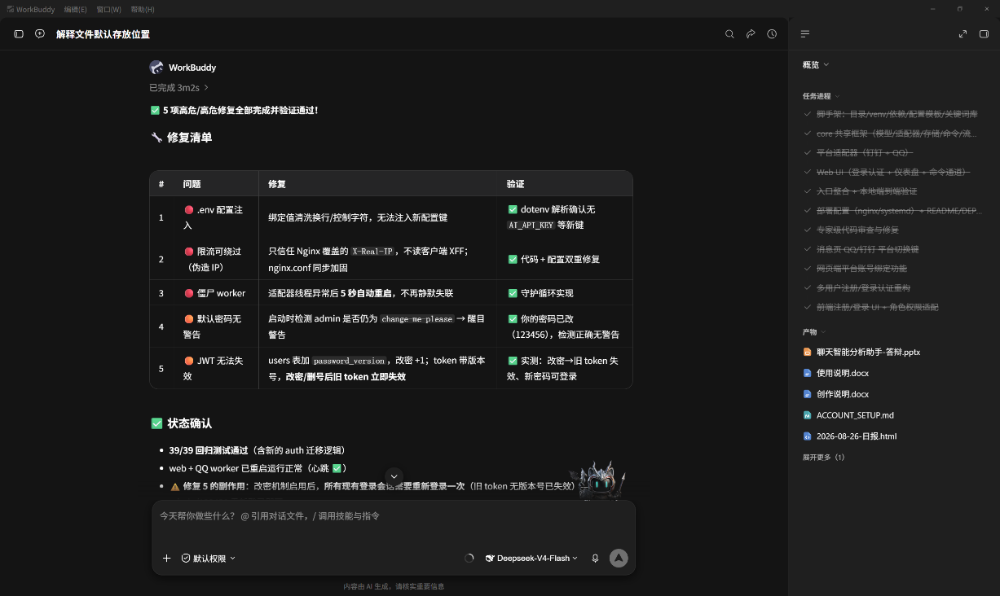 WorkBuddy 编辑(E) 窗口(W) 帮助(H)
解释文件默认存放位置
WorkBuddy
已完成 3m2s
✅ 5 项高危/高危修复全部完成并验证通过！
🔧 修复清单
# 问题 修复 验证
1 🔴 .env 配置注入 绑定值清洗换行/控制字符，无法注入新配置键 ✅ dotenv 解析确认无 AI_API_KEY 等新键
2 🔴 限流可绕过（伪造 IP） 只信任 Nginx 覆盖的 X-Real-IP，不读客户端 XFF；nginx.conf 同步加固 ✅ 代码 + 配置双重修复
3 🔴 僵尸 worker 适配器线程异常后 5 秒自动重启，不再静默失联 ✅ 守护循环实现
4 🟠 默认密码无警告 启动时检测 admin 是否仍为 change-me-please → 醒目警告 ✅ 你的密码已改（123456），检测正确无警告
5 🟠 JWT 无法失效 users 表加 password_version，改密 +1；token 带版本号，改密/删号后旧 token 立即失效 ✅ 实测：改密→旧 token 失效、新密码可登录
✅ 状态确认
• 39/39 回归测试通过（含新的 auth 迁移逻辑）
• web + QQ worker 已重启运行正常（心跳 ✅）
• ⚠️ 修复 5 的副作用：改密机制启用后，所有现有登录会话需要重新登录一次（旧 token 无版本号已失效）
今天帮你做些什么？ @ 引用对话文件，/ 调用技能与指令
默认权限
Deepseek-V4-Flash
内容由 AI 生成，请核实重要信息
概览
任务进程
脚手架：目录/venv/依赖/配置模板/关键词库
core 共享框架（模型/适配器/存储/命令/流...
平台适配器（钉钉 + QQ）
Web UI（登录认证 + 仪表盘 + 命令通道）
入口整合 + 本地端到端验证
部署配置（nginx/systemd）+ README/DEP...
专家级代码审查与修复
消息页 QQ/钉钉 平台切换键
网页端平台账号绑定功能
多用户注册/登录认证重构
前端注册/登录 UI + 角色权限适配
产物
聊天智能分析助手-答辩.pptx
使用说明.docx
创作说明.docx
ACCOUNT_SETUP.md
2026-08-26-日报.html
展开更多（1）